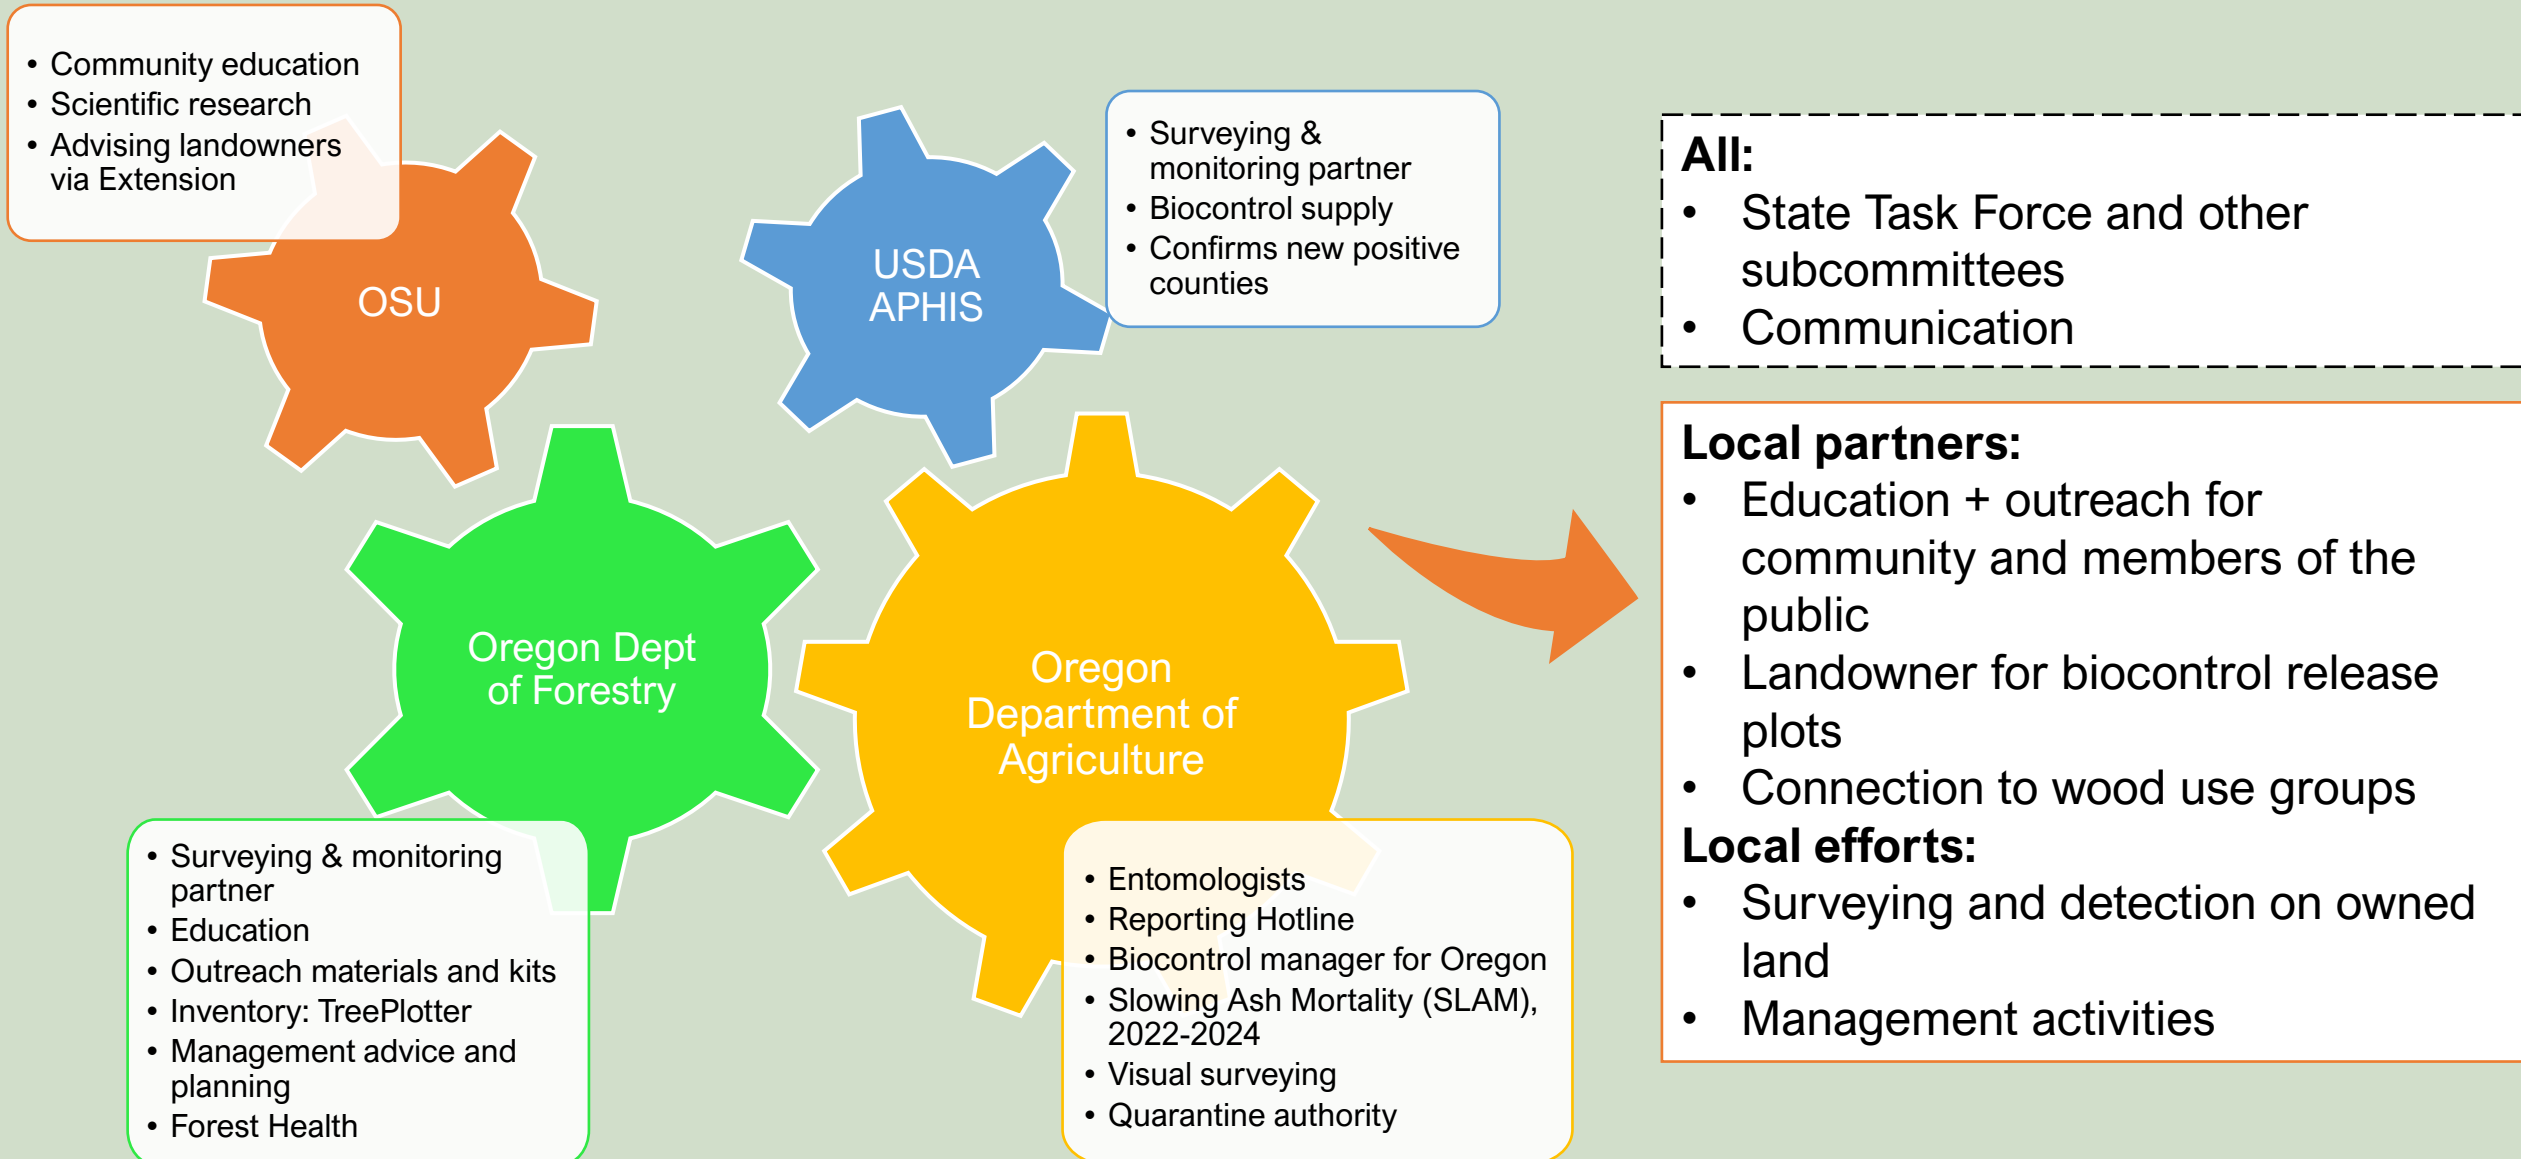 • Community education
• Scientific research
• Advising landowners
via Extension
OSU
USDA
APHIS
• Surveying &
monitoring partner
• Biocontrol supply
• Confirms new positive
counties
Oregon Dept
of Forestry
• Surveying & monitoring
partner
• Education
• Outreach materials and kits
• Inventory: TreePlotter
• Management advice and
planning
• Forest Health
Oregon
Department of
Agriculture
• Entomologists
• Reporting Hotline
• Biocontrol manager for Oregon
• Slowing Ash Mortality (SLAM),
2022-2024
• Visual surveying
• Quarantine authority
All:
• State Task Force and other
subcommittees
• Communication
Local partners:
• Education + outreach for
community and members of the
public
• Landowner for biocontrol release
plots
• Connection to wood use groups
Local efforts:
• Surveying and detection on owned
land
• Management activities